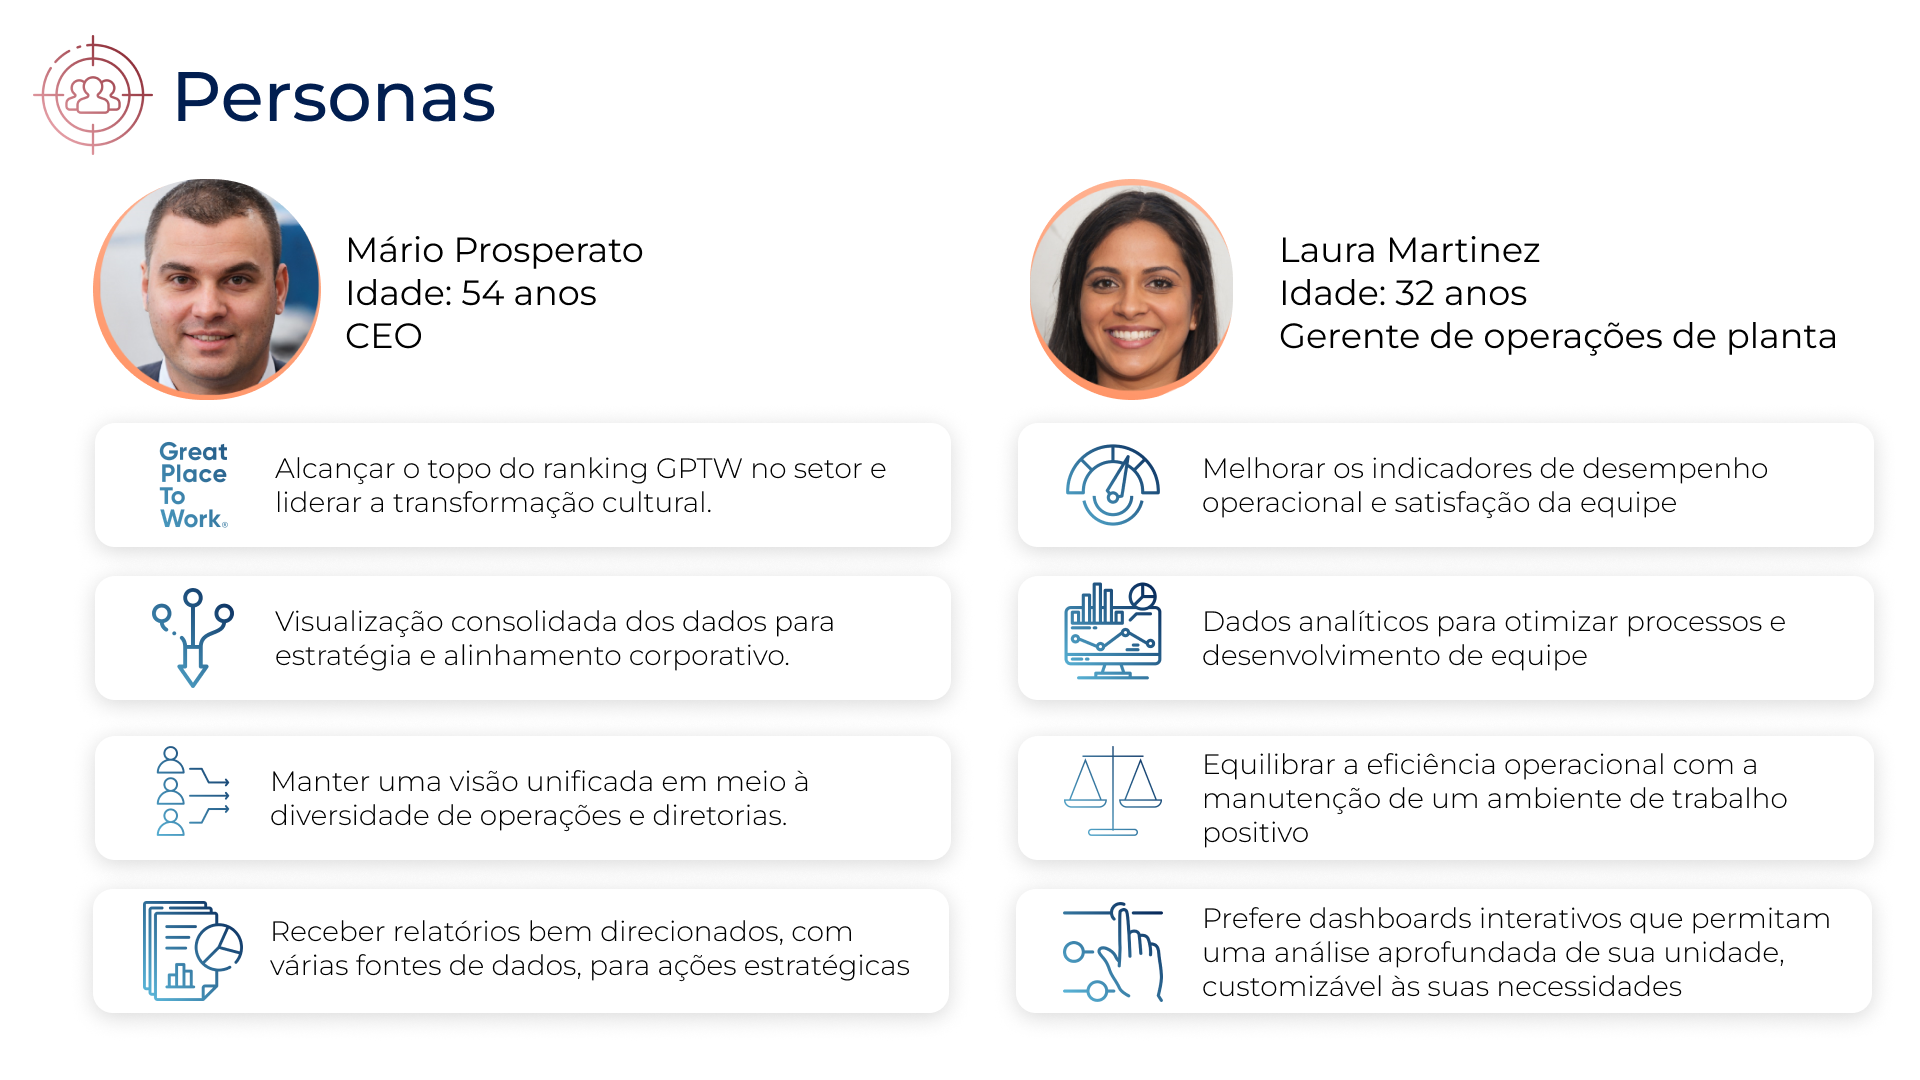 Personas
Mário Prosperato
Idade: 54 anos
CEO
Great
Place
To
Work®
Alcançar o topo do ranking GPTW no setor e
liderar a transformação cultural.
Visualização consolidada dos dados para
estratégia e alinhamento corporativo.
Manter uma visão unificada em meio à
diversidade de operações e diretorias.
Receber relatórios bem direcionados, com
várias fontes de dados, para ações estratégicas
Laura Martinez
Idade: 32 anos
Gerente de operações de planta
Melhorar os indicadores de desempenho
operacional e satisfação da equipe
Dados analíticos para otimizar processos e
desenvolvimento de equipe
Equilibrar a eficiência operacional com a
manutenção de um ambiente de trabalho
positivo
Prefere dashboards interativos que permitam
uma análise aprofundada de sua unidade,
customizável às suas necessidades